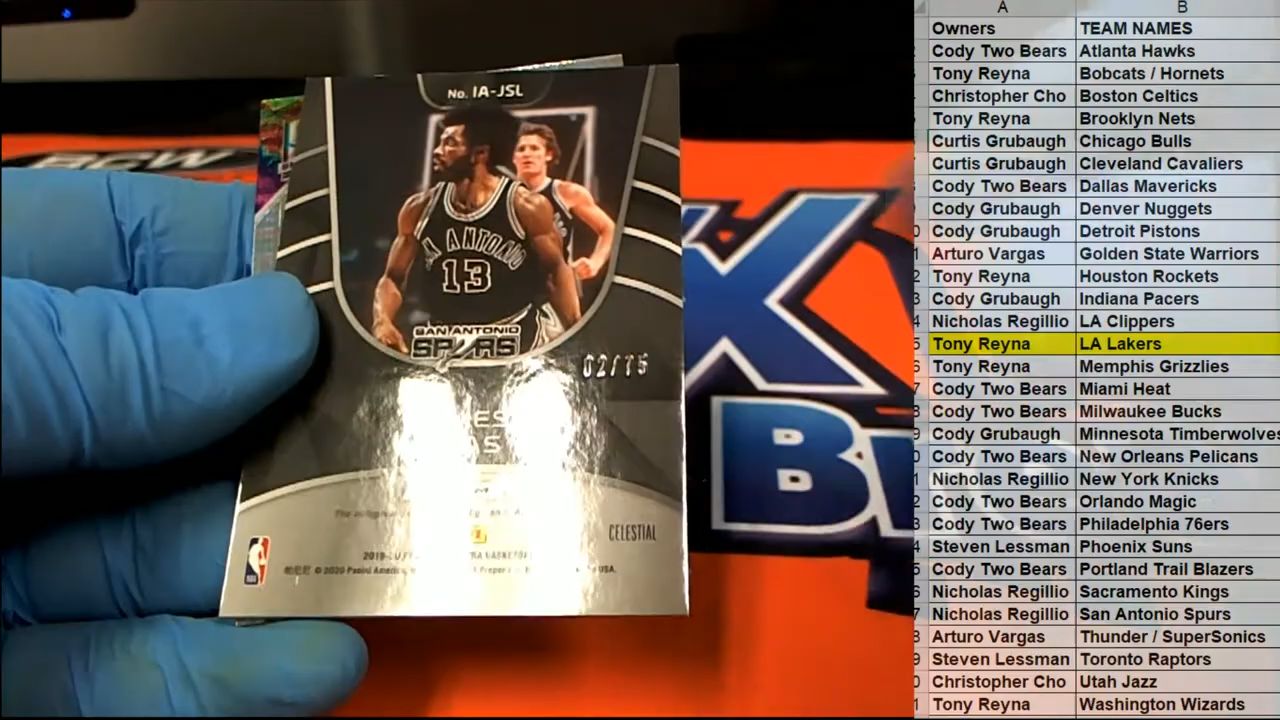 No. IA-JSL
BCW
SAN ANTONIO
13
SAN ANTONIO
SPURS
02/75
CELESTIAL
A B
Owners TEAM NAMES
Cody Two Bears Atlanta Hawks
Tony Reyna Bobcats / Hornets
Christopher Cho Boston Celtics
Tony Reyna Brooklyn Nets
Curtis Grubaugh Chicago Bulls
Curtis Grubaugh Cleveland Cavaliers
Cody Two Bears Dallas Mavericks
Cody Grubaugh Denver Nuggets
Cody Grubaugh Detroit Pistons
Arturo Vargas Golden State Warriors
Tony Reyna Houston Rockets
Cody Grubaugh Indiana Pacers
Nicholas Regillio LA Clippers
Tony Reyna LA Lakers
Tony Reyna Memphis Grizzlies
Cody Two Bears Miami Heat
Cody Two Bears Milwaukee Bucks
Cody Grubaugh Minnesota Timberwolves
Cody Two Bears New Orleans Pelicans
Nicholas Regillio New York Knicks
Cody Two Bears Orlando Magic
Cody Two Bears Philadelphia 76ers
Steven Lessman Phoenix Suns
Cody Two Bears Portland Trail Blazers
Nicholas Regillio Sacramento Kings
Nicholas Regillio San Antonio Spurs
Arturo Vargas Thunder / SuperSonics
Steven Lessman Toronto Raptors
Christopher Cho Utah Jazz
Tony Reyna Washington Wizards